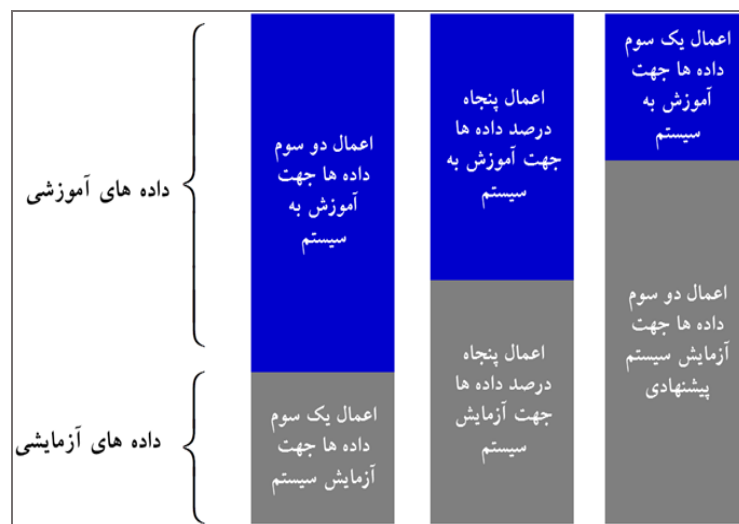 اعمال یک سوم
داده ها جهت
آموزش به
سیستم
اعمال دو سوم
داده ها جهت
آزمایش سیستم
پیشنهادی
اعمال پنجاه
درصد داده ها
جهت آموزش به
سیستم
اعمال پنجاه
درصد داده ها
جهت آزمایش
سیستم
اعمال دو سوم
داده ها جهت
آموزش به
سیستم
اعمال یک سوم
داده ها جهت
آزمایش سیستم
داده های آموزشی
داده های آزمایشی